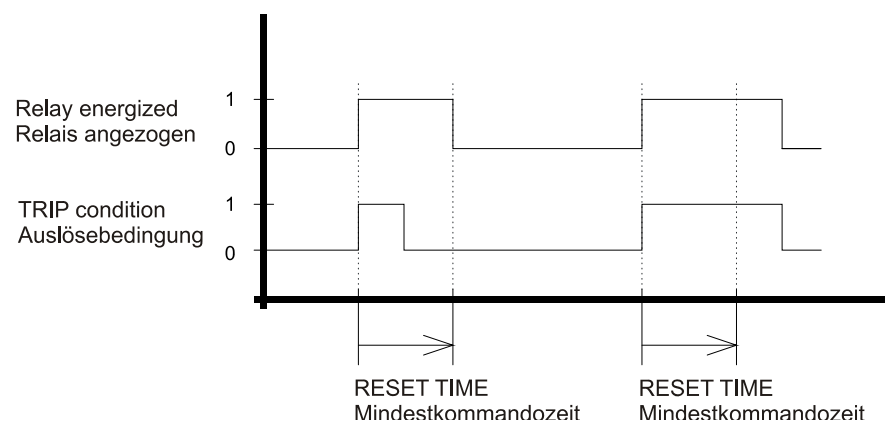 Relay energized
Relais angezogen
1
0
TRIP condition
Auslösebedingung
1
0
RESET TIME
Mindestkommandozeit
RESET TIME
Mindestkommandozeit